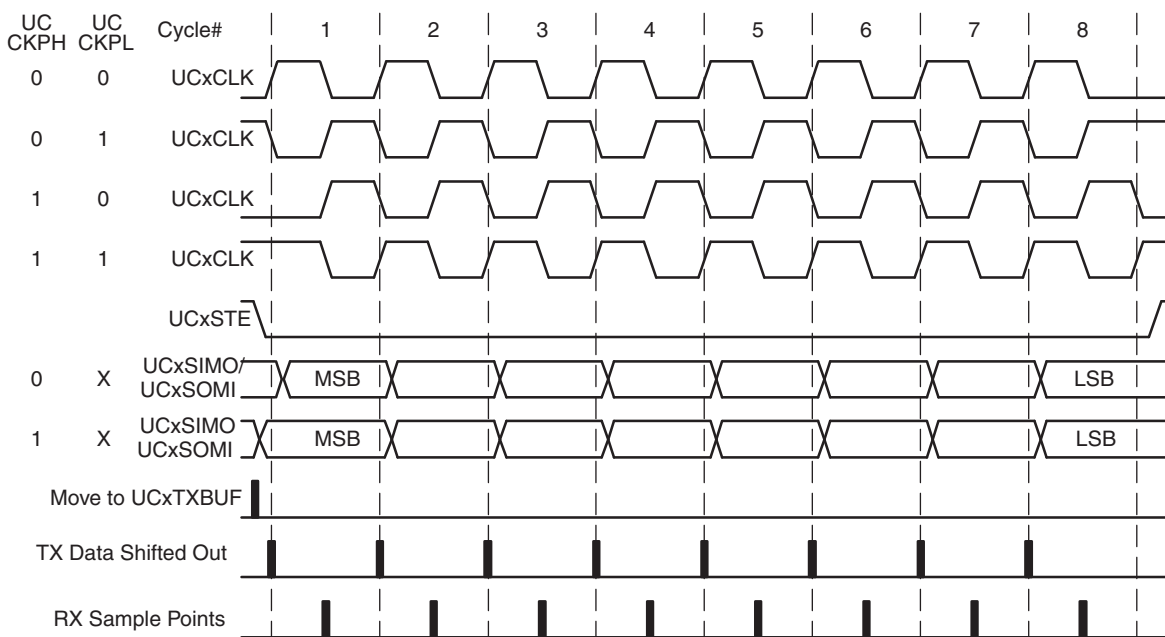 UC UC Cycle# 1 2 3 4 5 6 7 8
CKPH CKPL
0 0 UCxCLK
0 1 UCxCLK
1 0 UCxCLK
1 1 UCxCLK
UCxSTE
UCxSIMO/
0 X MSB LSB
UCxSOMI
UCxSIMO
1 X MSB LSB
UCxSOMI
Move to UCxTXBUF
TX Data Shifted Out
RX Sample Points